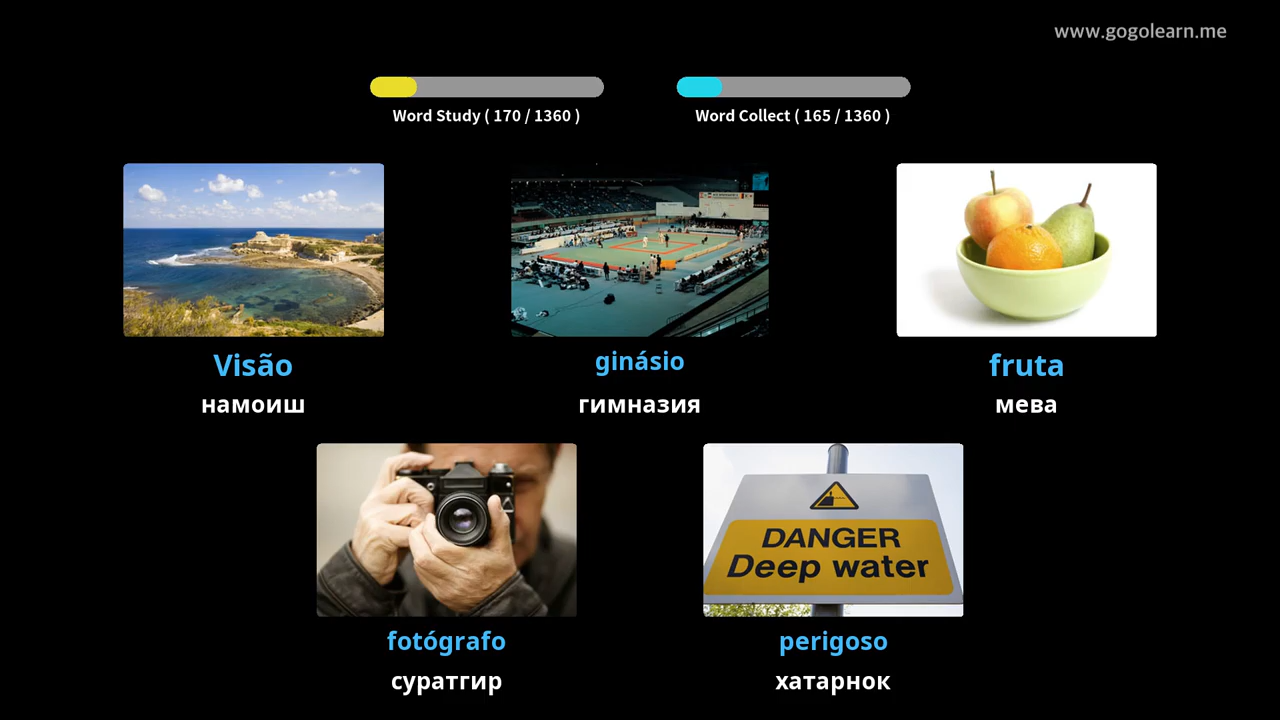 www.gogolearn.me
Word Study ( 170 / 1360 )
Word Collect ( 165 / 1360 )
Visão
намоиш
ginásio
гимназия
fruta
мева
DANGER
Deep water
fotógrafo
суратгир
perigoso
хатарнок